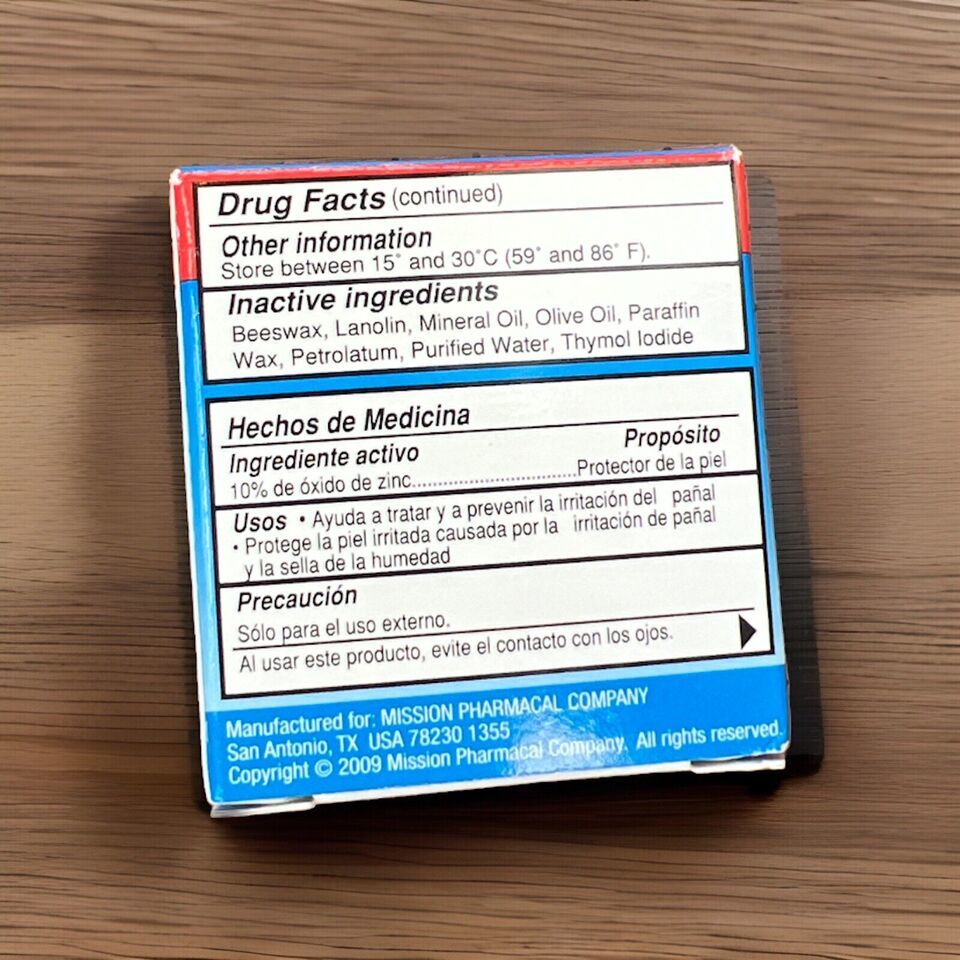 Drug Facts (continued)
Other information
Store between 15° and 30°C (59° and 86° F).
Inactive ingredients
Beeswax, Lanolin, Mineral Oil, Olive Oil, Paraffin
Wax, Petrolatum, Purified Water, Thymol Iodide
Hechos de Medicina
Ingrediente activo Propósito
10% de óxido de zinc..............................Protector de la piel
Usos • Ayuda a tratar y a prevenir la irritación del pañal
• Protege la piel irritada causada por la irritación de pañal
y la sella de la humedad
Precaución
Sólo para el uso externo.
Al usar este producto, evite el contacto con los ojos.
Manufactured for: MISSION PHARMACAL COMPANY
San Antonio, TX USA 78230 1355
Copyright © 2009 Mission Pharmacal Company. All rights reserved.